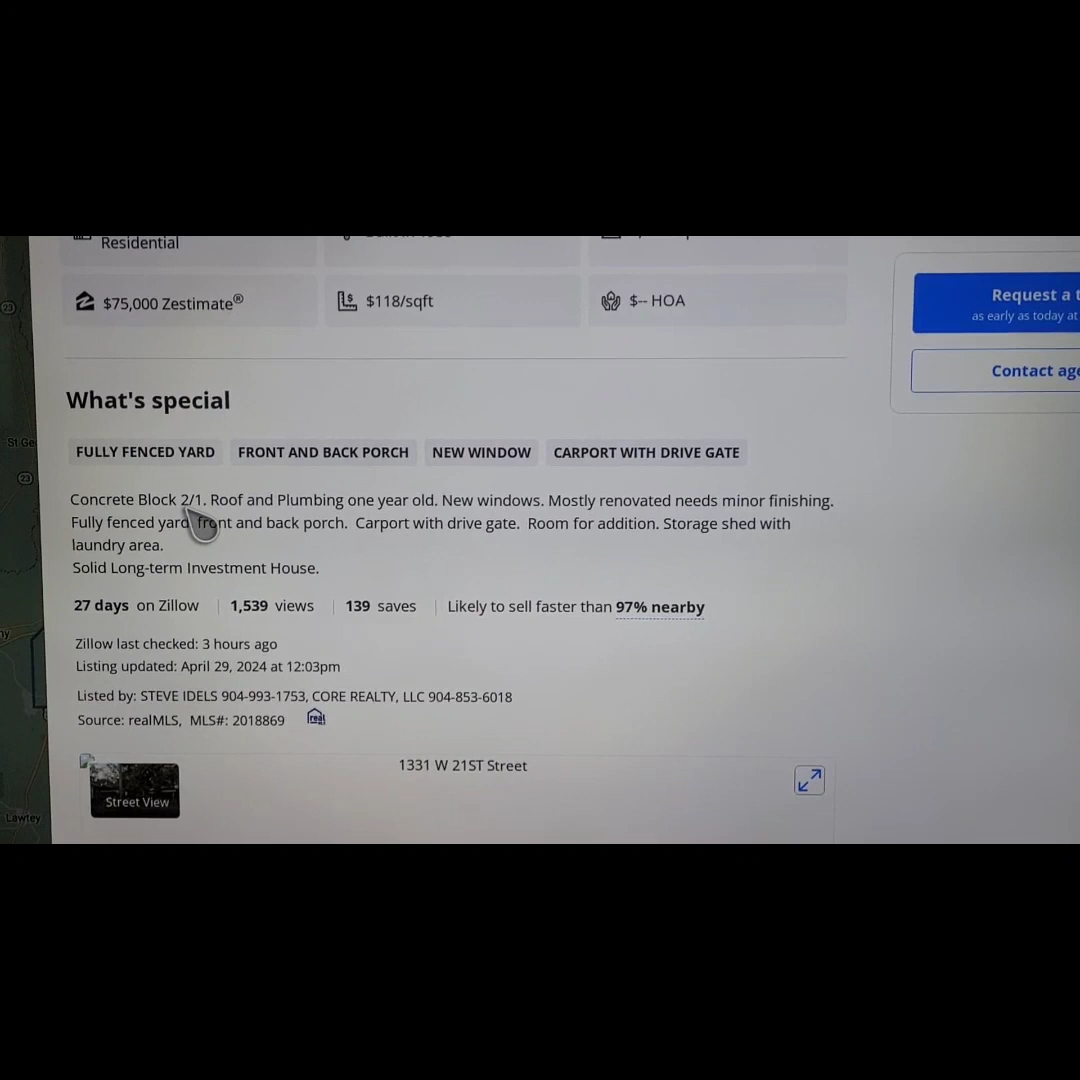 Residential
$75,000 Zestimate®
$118/sqft
$-- HOA
Request a
as early as today at
Contact
What's special
FULLY FENCED YARD
FRONT AND BACK PORCH
NEW WINDOW
CARPORT WITH DRIVE GATE
Concrete Block 2/1. Roof and Plumbing one year old. New windows. Mostly renovated needs minor finishing.
Fully fenced yard, front and back porch. Carport with drive gate. Room for addition. Storage shed with
laundry area.
Solid Long-term Investment House.
27 days on Zillow | 1,539 views | 139 saves | Likely to sell faster than 97% nearby
Zillow last checked: 3 hours ago
Listing updated: April 29, 2024 at 12:03pm
Listed by: STEVE IDELS 904-993-1753, CORE REALTY, LLC 904-853-6018
Source: realMLS, MLS#: 2018869
real
1331 W 21ST Street
Street View
23
St Ge
23
Lawtey